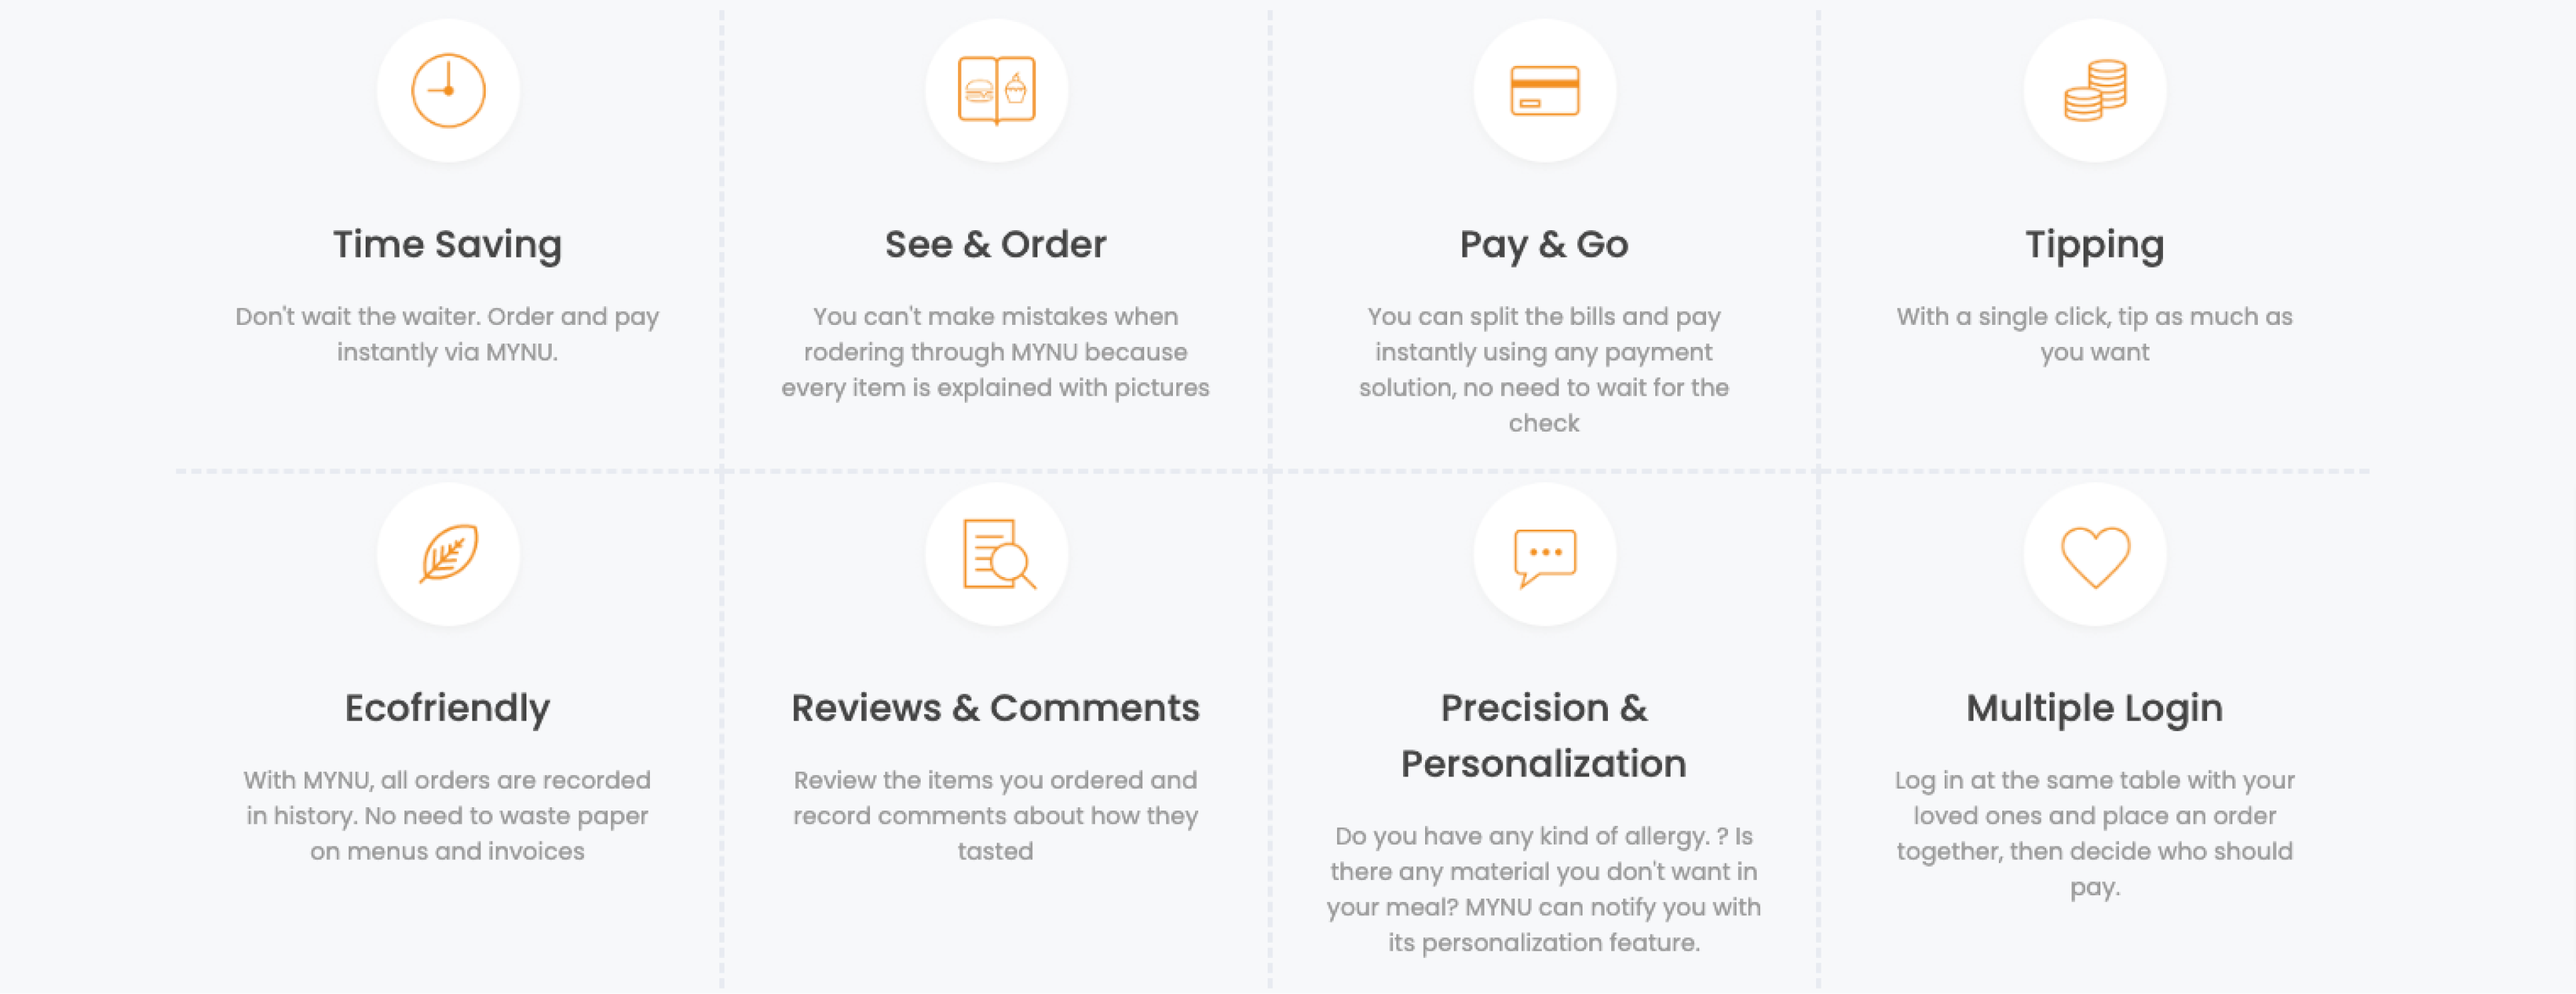 Time Saving
Don't wait the waiter. Order and pay
instantly via MYNU.
See & Order
You can't make mistakes when
rodering through MYNU because
every item is explained with pictures
Pay & Go
You can split the bills and pay
instantly using any payment
solution, no need to wait for the
check
Tipping
With a single click, tip as much as
you want
Ecofriendly
With MYNU, all orders are recorded
in history. No need to waste paper
on menus and invoices
Reviews & Comments
Review the items you ordered and
record comments about how they
tasted
Precision &
Personalization
Do you have any kind of allergy. ? Is
there any material you don't want in
your meal? MYNU can notify you with
its personalization feature.
Multiple Login
Log in at the same table with your
loved ones and place an order
together, then decide who should
pay.